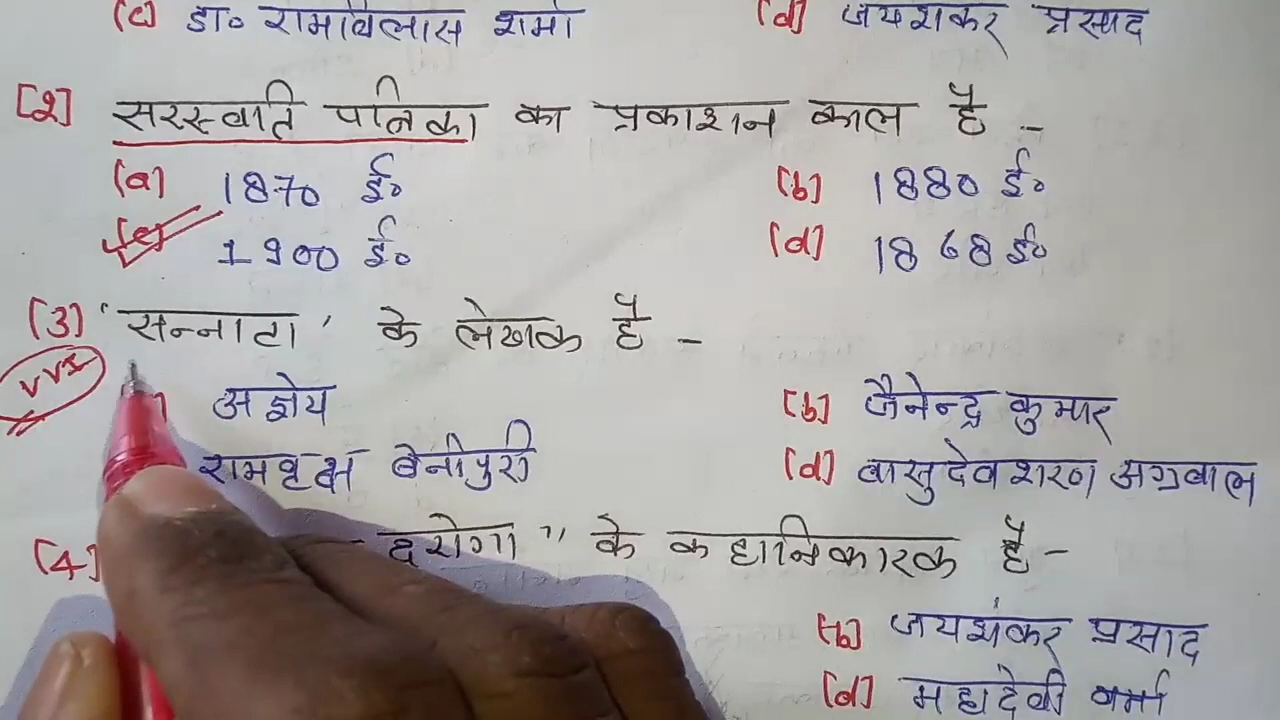 (c) डा० रामविलास शर्मा (d) जयशंकर प्रसाद
[2] सरस्वति पत्रिका का प्रकाशन काल है -
(a) 1870 ई० (b) 1880 ई०
(c) 1900 ई० (d) 1868 ई०
(3) 'सन्नाटा' के लेखक है -
VVI
अज्ञेय (b) जैनेन्द्र कुमार
रामवृक्ष बेनीपुरी (d) वासुदेवशरण अग्रवाल
(4) दरोगा" के कहानिकारक है -
(b) जयशंकर प्रसाद
(d) महादेवी वर्मा